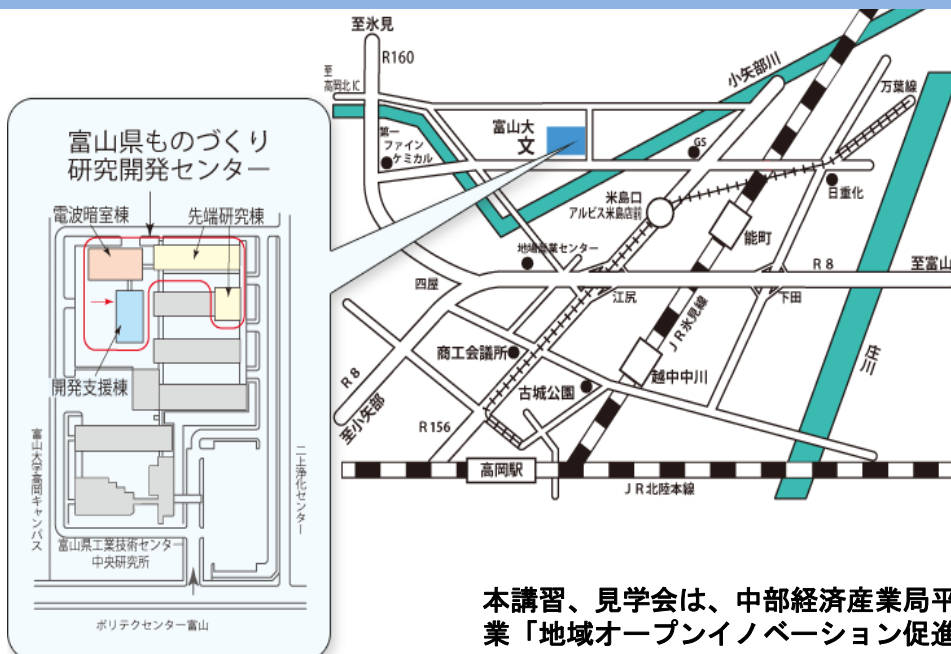 至氷見
R160
至
高岡北IC
小矢部川
万葉線
富山大
文
第一
ファイン
ケミカル
GS
日重化
米島口
アルビス米島店前
能町
地場産業センター
R8
至富山
四屋
江尻
下田
JR氷見線
庄川
商工会議所
越中中川
古城公園
R8
至小矢部
R156
高岡駅
JR北陸本線
富山県ものづくり
研究開発センター
電波暗室棟
先端研究棟
開発支援棟
富山大学高岡キャンパス
二上浄化センター
富山県工業技術センター
中央研究所
ポリテクセンター富山
本講習、見学会は、中部経済産業局平
業「地域オープンイノベーション促進